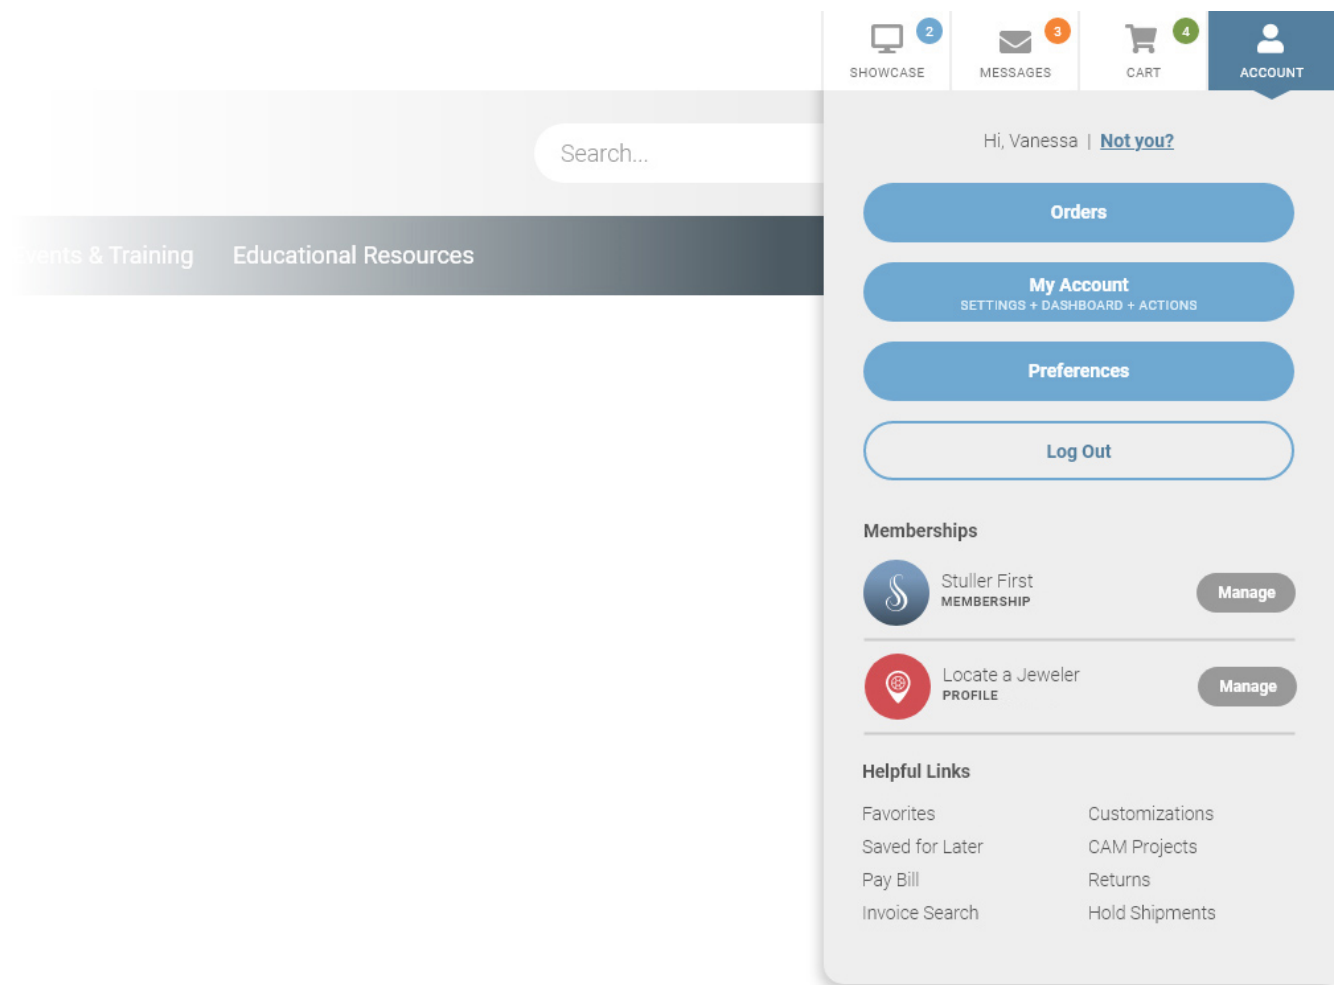 2
3
4
SHOWCASE
MESSAGES
CART
ACCOUNT
Hi, Vanessa | Not you?
Search...
Orders
Events & Training
Educational Resources
My Account
SETTINGS + DASHBOARD + ACTIONS
Preferences
Log Out
Memberships
Stuller First
MEMBERSHIP
Manage
Locate a Jeweler
PROFILE
Manage
Helpful Links
Favorites
Customizations
Saved for Later
CAM Projects
Pay Bill
Returns
Invoice Search
Hold Shipments